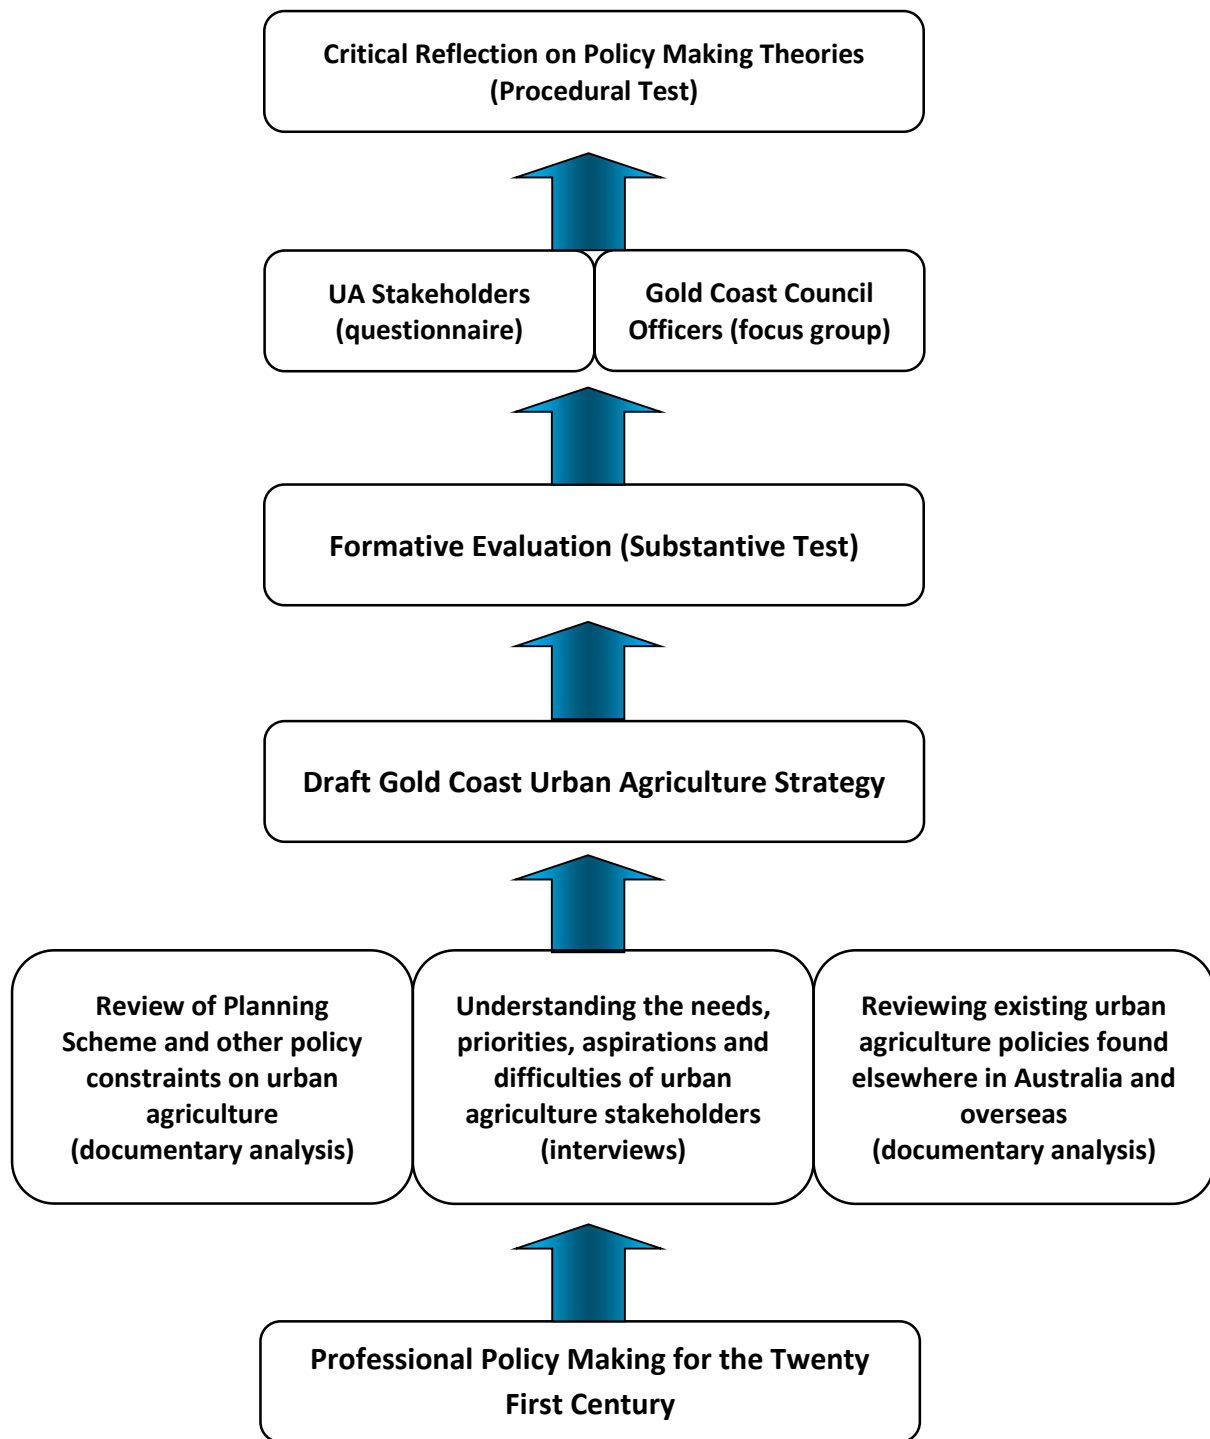 Critical Reflection on Policy Making Theories
(Procedural Test)
UA Stakeholders
(questionnaire)
Gold Coast Council
Officers (focus group)
Formative Evaluation (Substantive Test)
Draft Gold Coast Urban Agriculture Strategy
Review of Planning
Scheme and other policy
constraints on urban
agriculture
(documentary analysis)
Understanding the needs,
priorities, aspirations and
difficulties of urban
agriculture stakeholders
(interviews)
Reviewing existing urban
agriculture policies found
elsewhere in Australia and
overseas
(documentary analysis)
Professional Policy Making for the Twenty
First Century